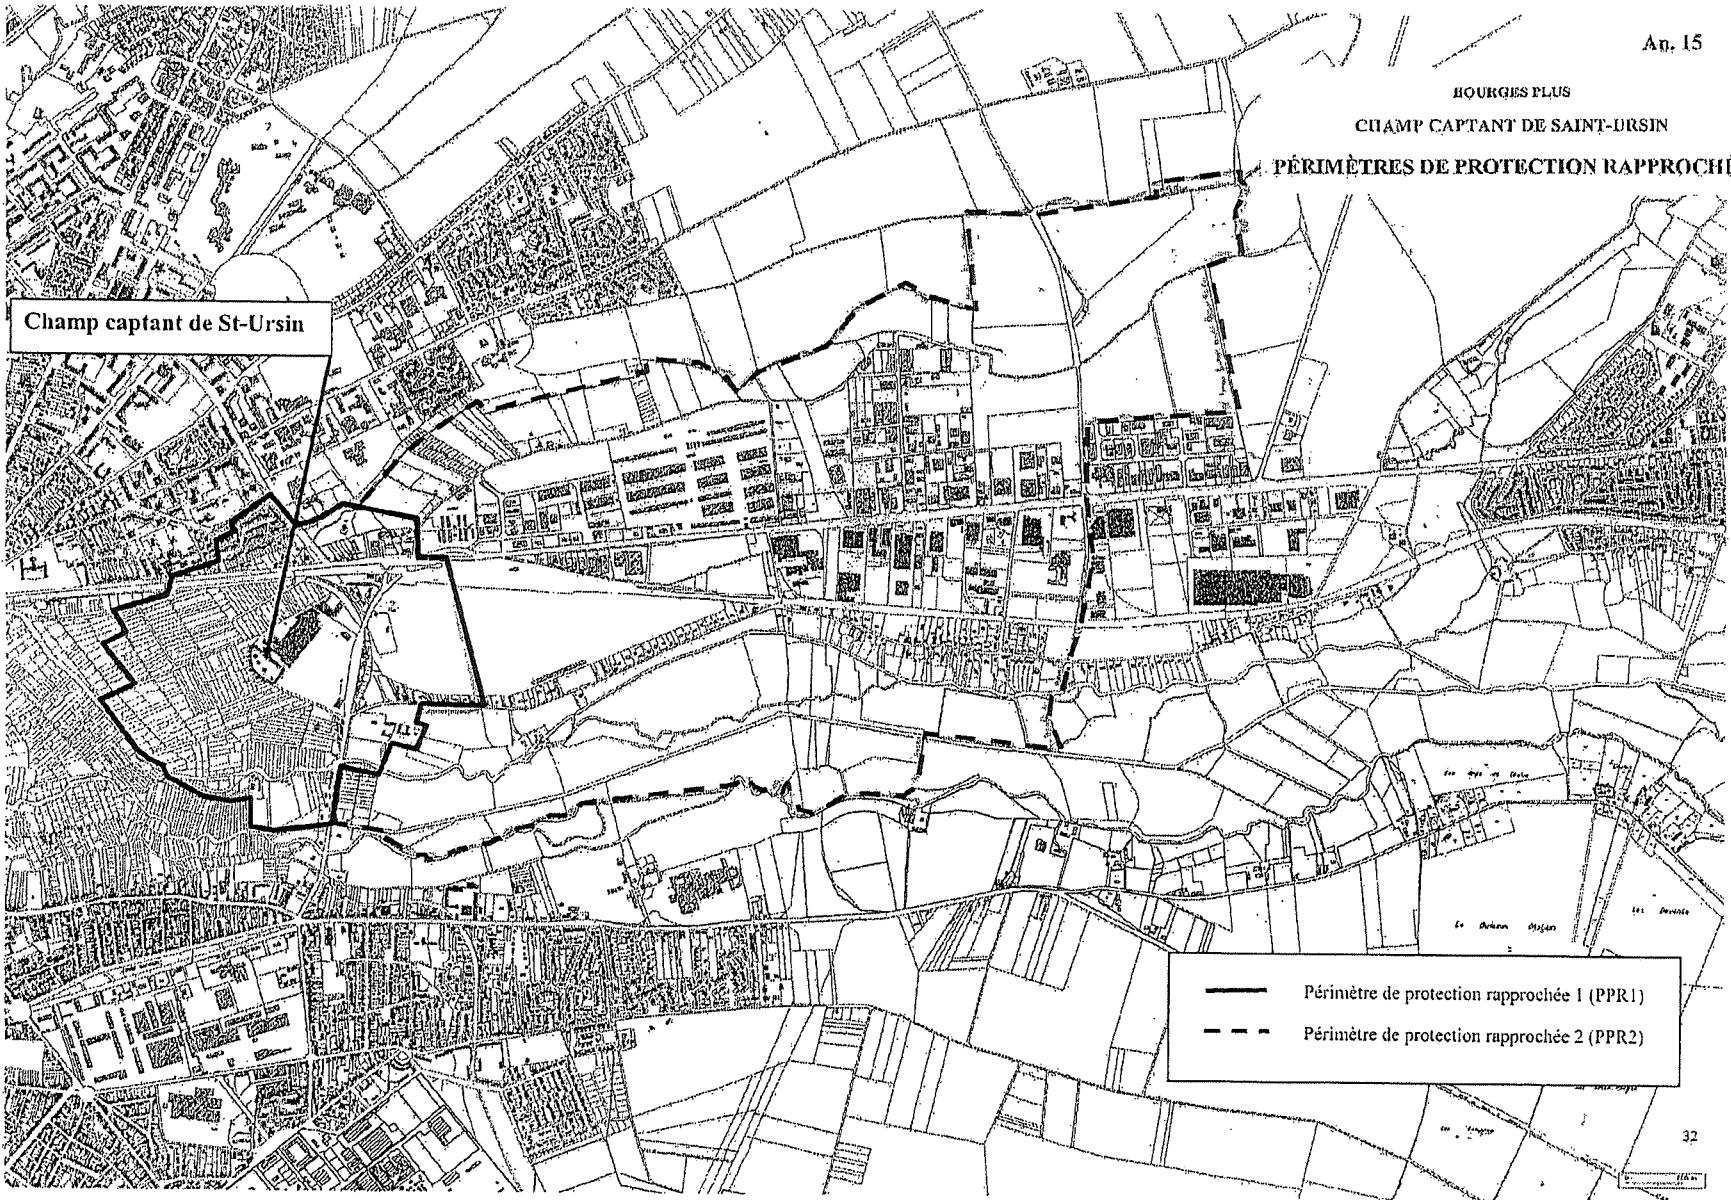 An. 15
BOURGES PLUS
CHAMP CAPTANT DE SAINT-URSIN
PÉRIMÈTRES DE PROTECTION RAPPROCHÉ
Champ captant de St-Ursin
Périmètre de protection rapprochée 1 (PPR1)
Périmètre de protection rapprochée 2 (PPR2)
32